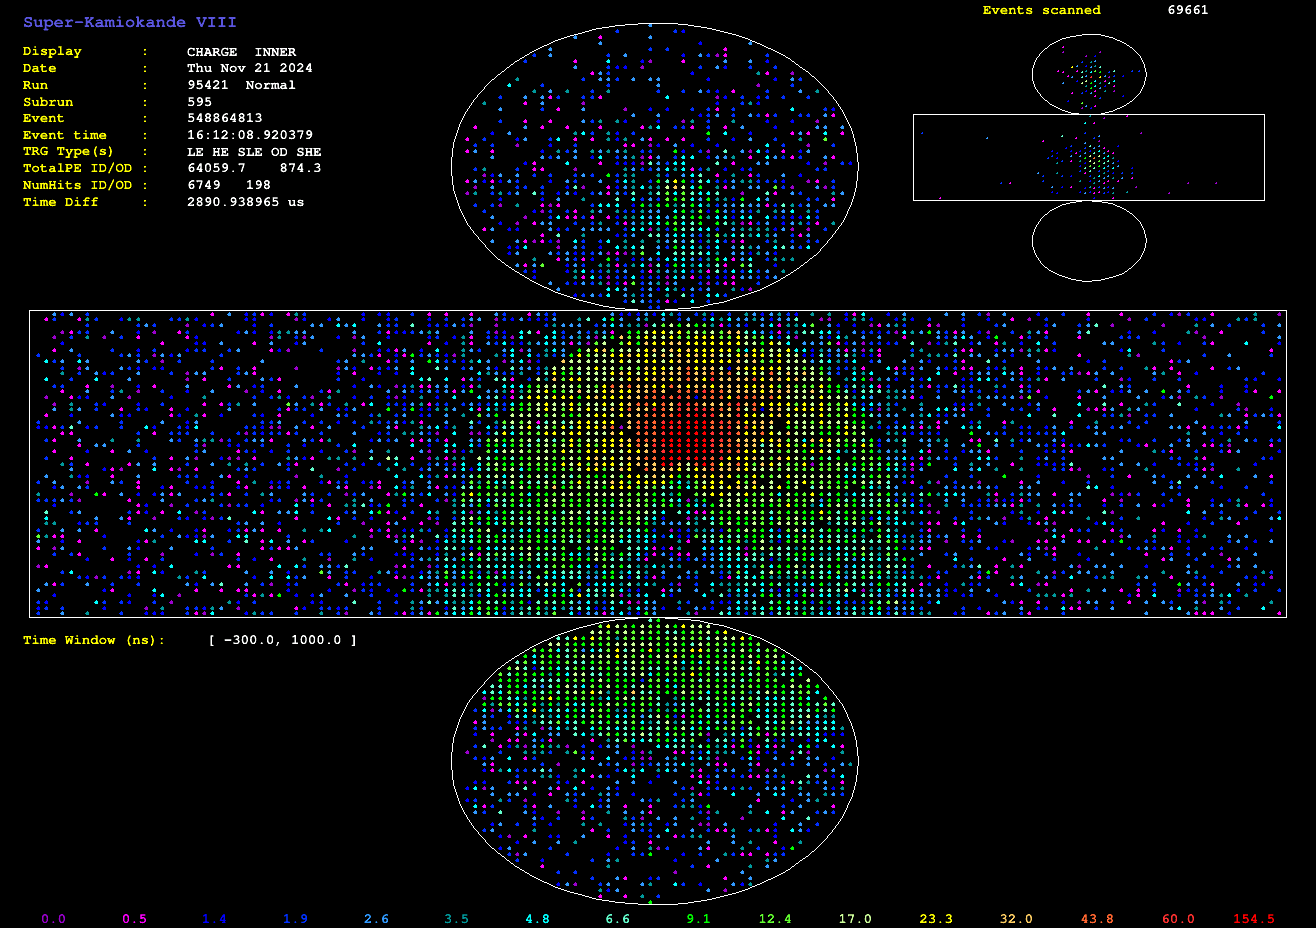 Super-Kamiokande VIII
Events scanned 69661
Display : CHARGE INNER
Date : Thu Nov 21 2024
Run : 95421 Normal
Subrun : 595
Event : 548864813
Event time : 16:12:08.920379
TRG Type(s) : LE HE SLE OD SHE
TotalPE ID/OD : 64059.7 874.3
NumHits ID/OD : 6749 198
Time Diff : 2890.938965 us
Time Window (ns): [ -300.0, 1000.0 ]
0.0 0.5 1.4 1.9 2.6 3.5 4.8 6.6 9.1 12.4 17.0 23.3 32.0 43.8 60.0 154.5